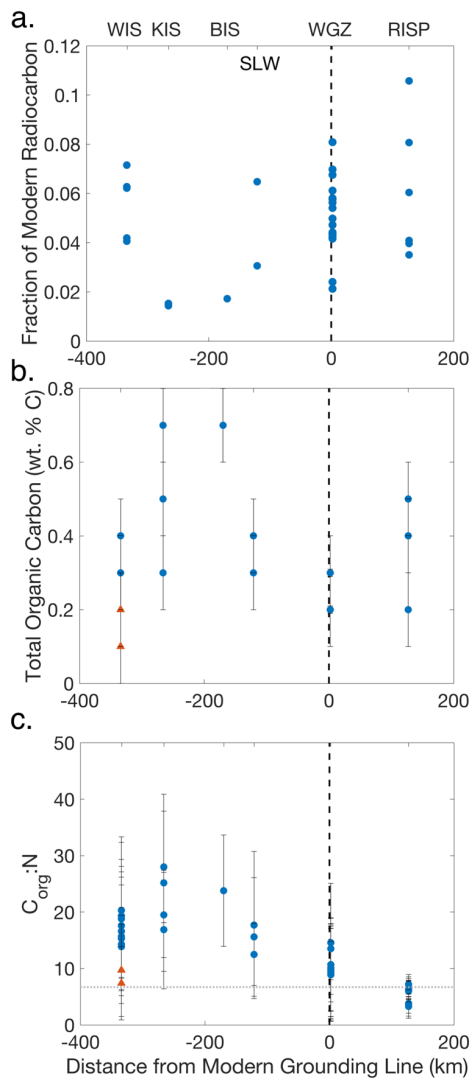 a.
WIS KIS BIS WGZ RISP
SLW
0.12
0.1
0.08
0.06
0.04
0.02
0
Fraction of Modern Radiocarbon
-400 -200 0 200
b.
0.8
0.6
0.4
0.2
0
Total Organic Carbon (wt. % C)
-400 -200 0 200
c.
50
40
30
20
10
0
Corg:N
-400 -200 0 200
Distance from Modern Grounding Line (km)